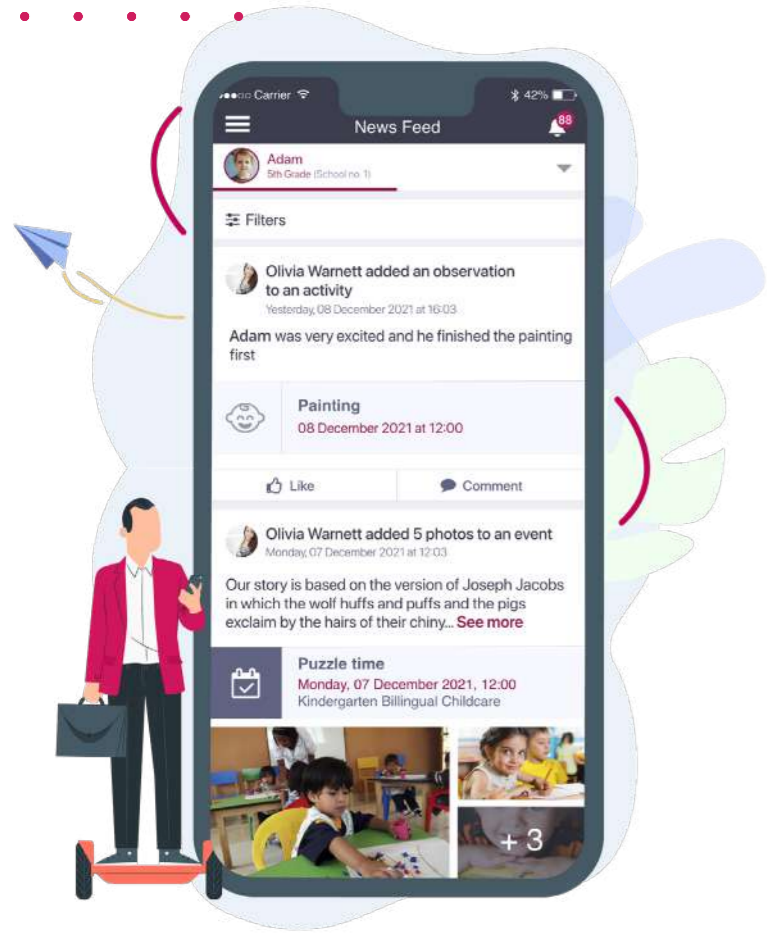 Carrier
42%
News Feed
88
Adam
5th Grade (School no. 1)
Filters
Olivia Warnett added an observation
to an activity
Yesterday, 08 December 2021 at 16:03
Adam was very excited and he finished the painting
first
Painting
08 December 2021 at 12:00
Like
Comment
Olivia Warnett added 5 photos to an event
Monday, 07 December 2021 at 12:03
Our story is based on the version of Joseph Jacobs
in which the wolf huffs and puffs and the pigs
exclaim by the hairs of their chiny... See more
Puzzle time
Monday, 07 December 2021, 12:00
Kindergarten Billingual Childcare
+ 3